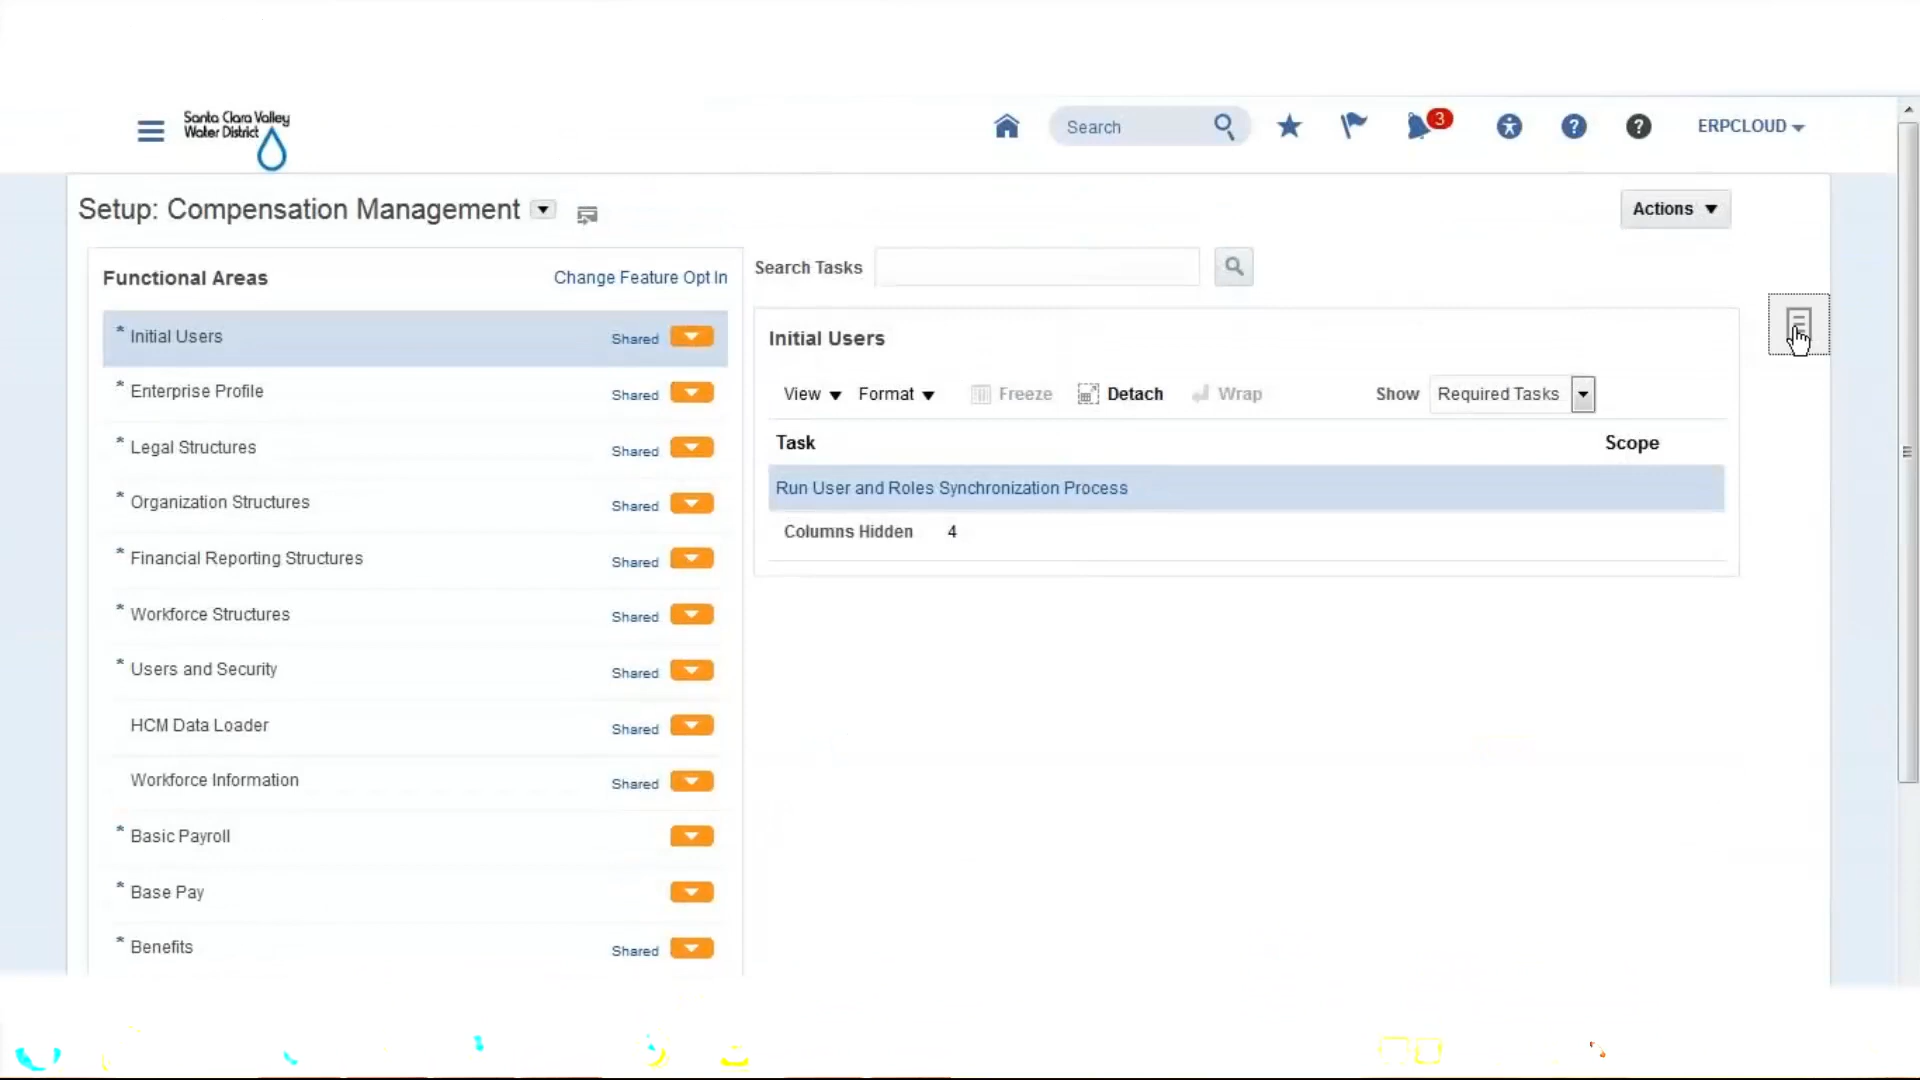 Santa Clara Valley
Water District
Search
3
?
?
ERPCLOUD
Setup: Compensation Management
Actions
Functional Areas
Change Feature Opt In
Search Tasks
* Initial Users Shared
* Enterprise Profile Shared
* Legal Structures Shared
* Organization Structures Shared
* Financial Reporting Structures Shared
* Workforce Structures Shared
* Users and Security Shared
HCM Data Loader Shared
Workforce Information Shared
* Basic Payroll
* Base Pay
* Benefits Shared
Initial Users
View Format Freeze Detach Wrap Show Required Tasks
Task Scope
Run User and Roles Synchronization Process
Columns Hidden 4